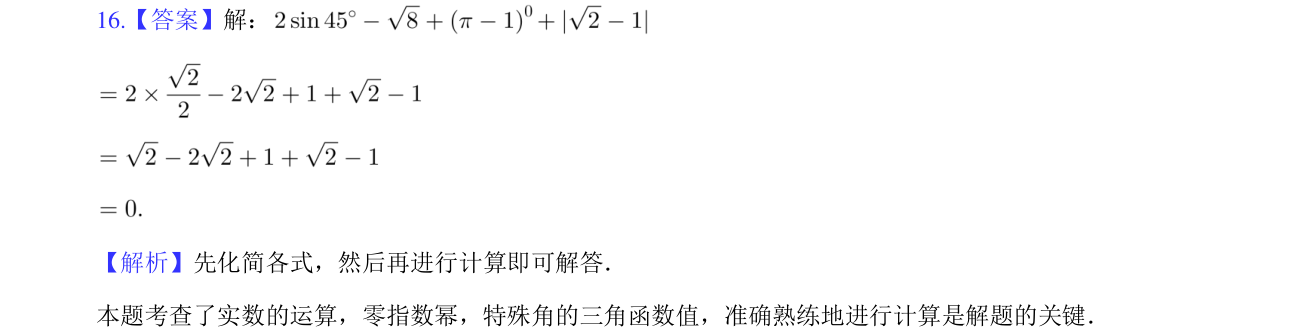 16.【答案】解：2 sin 45° − √8 + (π − 1)⁰ + |√2 − 1|
= 2 × √2/2 − 2√2 + 1 + √2 − 1
= √2 − 2√2 + 1 + √2 − 1
= 0.
【解析】先化简各式，然后再进行计算即可解答．
本题考查了实数的运算，零指数幂，特殊角的三角函数值，准确熟练地进行计算是解题的关键．